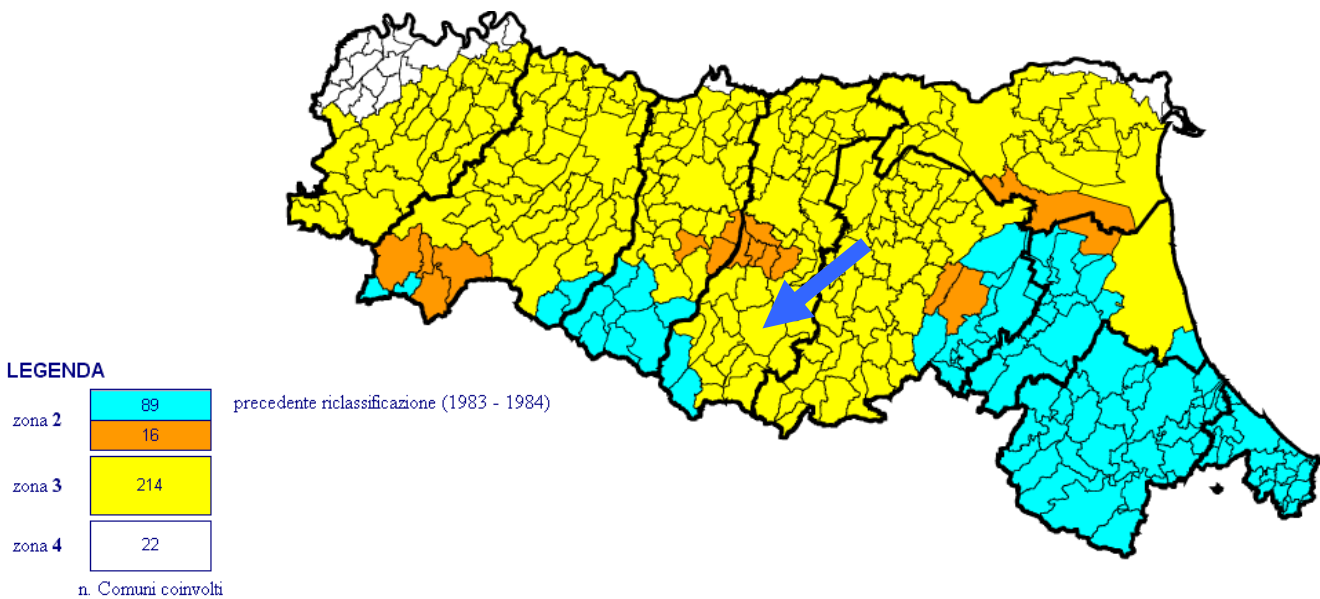 LEGENDA
zona 2
89
precedente riclassificazione (1983 - 1984)
16
zona 3
214
zona 4
22
n. Comuni coinvolti